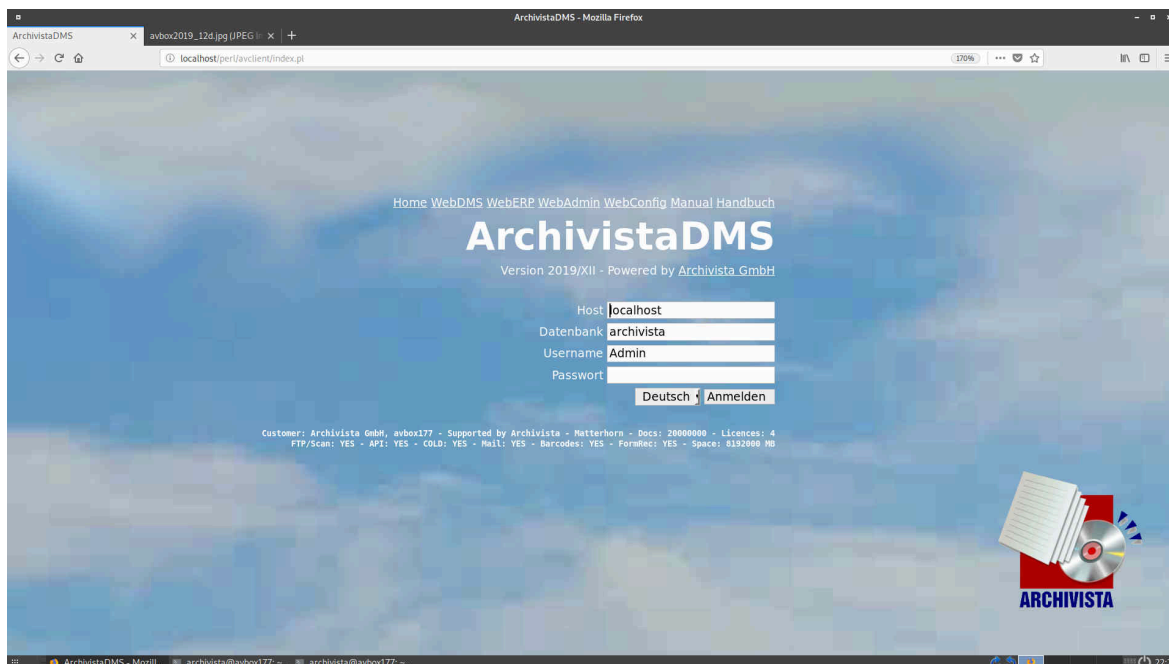 ArchivistaDMS - Mozilla Firefox
ArchivistaDMS × avbox2019_12d.jpg (JPEG × +
localhost/perl/avclient/index.pl 170%
Home WebDMS WebERP WebAdmin WebConfig Manual Handbuch
ArchivistaDMS
Version 2019/XII - Powered by Archivista GmbH
Host localhost
Datenbank archivista
Username Admin
Passwort
Deutsch Anmelden
Customer: Archivista GmbH, avbox177 - Supported by Archivista - Matterhorn - Docs: 20000000 - Licences: 4
FTP/Scan: YES - API: YES - COLD: YES - Mail: YES - Barcodes: YES - FormRec: YES - Space: 8192000 MB
ARCHIVISTA
ArchivistaDMS - Mozill archivista@avbox177: ~ archivista@avbox177: ~